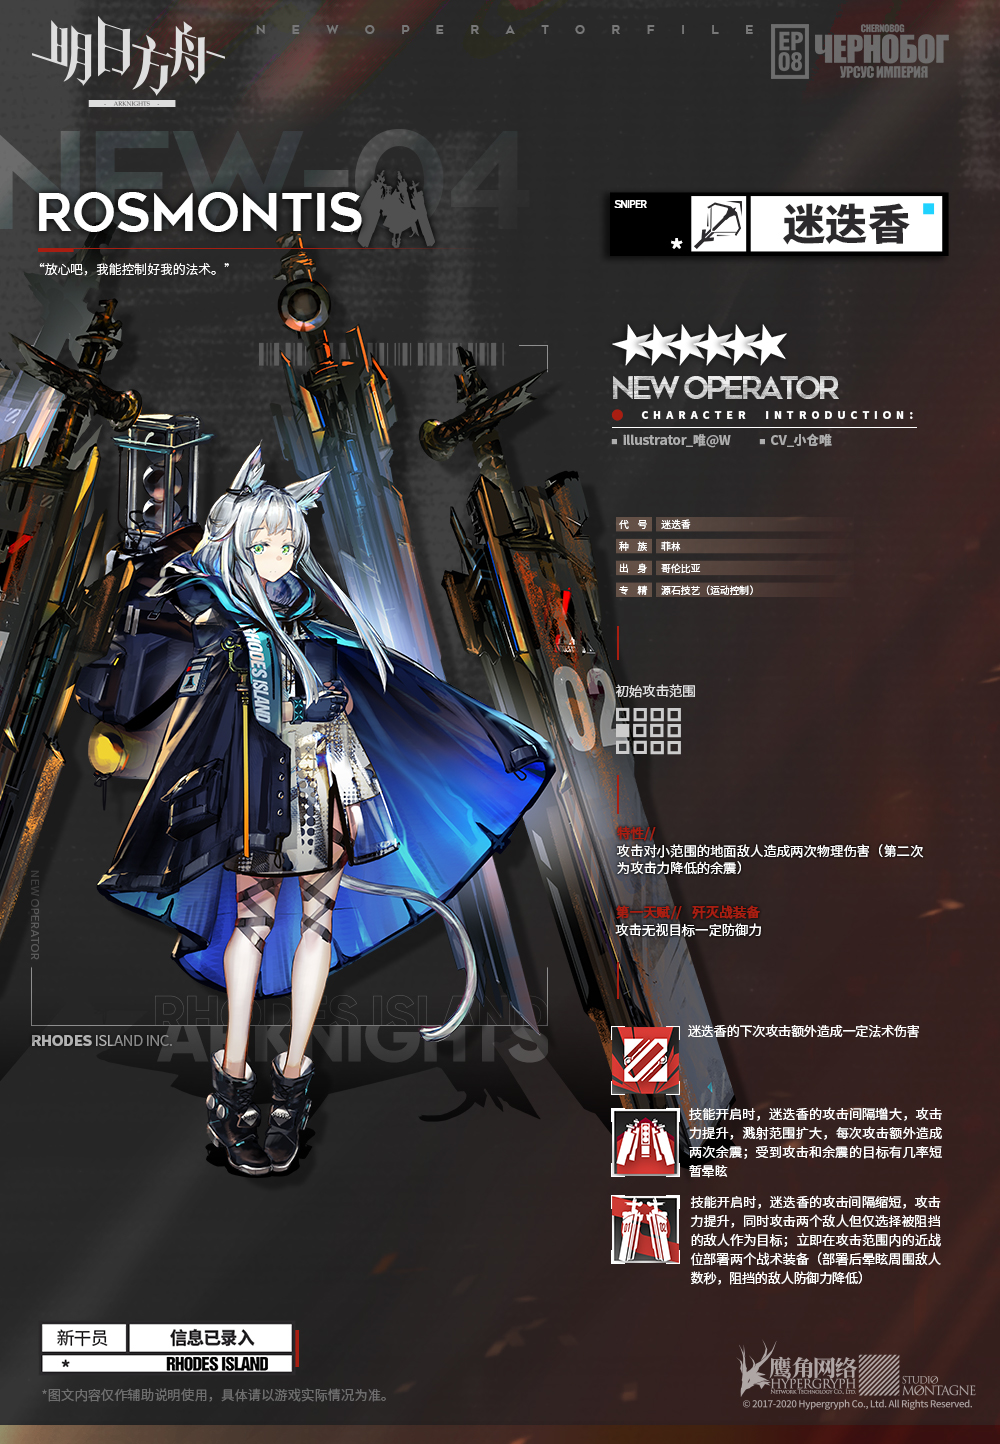 明日方舟
- ARKNIGHTS -
NEW OPERATOR FILE
EP
08
CHERNOBOG
ЧЕРНОБОГ
УРСУС ИМПЕРИЯ
NEW-04
ROSMONTIS
“放心吧，我能控制好我的法术。”
SNIPER
*
迷迭香
NEW OPERATOR
CHARACTER INTRODUCTION:
Illustrator_唯@W
CV_小仓唯
代 号 迷迭香
种 族 菲林
出 身 哥伦比亚
专 精 源石技艺（运动控制）
RHODES ISLAND
02
初始攻击范围
特性//
攻击对小范围的地面敌人造成两次物理伤害（第二次
为攻击力降低的余震）
第一天赋// 歼灭战装备
攻击无视目标一定防御力
NEW OPERATOR
RHODES ISLAND
ARKNIGHTS
RHODES ISLAND INC.
迷迭香的下次攻击额外造成一定法术伤害
技能开启时，迷迭香的攻击间隔增大，攻击
力提升，溅射范围扩大，每次攻击额外造成
两次余震；受到攻击和余震的目标有几率短
暂晕眩
01 02
技能开启时，迷迭香的攻击间隔缩短，攻击
力提升，同时攻击两个敌人但仅选择被阻挡
的敌人作为目标；立即在攻击范围内的近战
位部署两个战术装备（部署后晕眩周围敌人
数秒，阻挡的敌人防御力降低）
新干员
信息已录入
*
RHODES ISLAND
*图文内容仅作辅助说明使用，具体请以游戏实际情况为准。
鹰角网络
HYPERGRYPH
NETWORK TECHNOLOGY CO., LTD.
STUDIO
MØNTAGNE
© 2017-2020 Hypergryph Co., Ltd. All Rights Reserved.